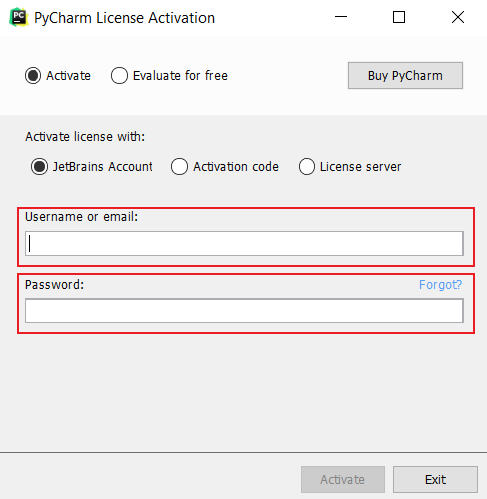 PC
PyCharm License Activation
Activate Evaluate for free Buy PyCharm
Activate license with:
JetBrains Account Activation code License server
Username or email:
Password: Forgot?
Activate Exit